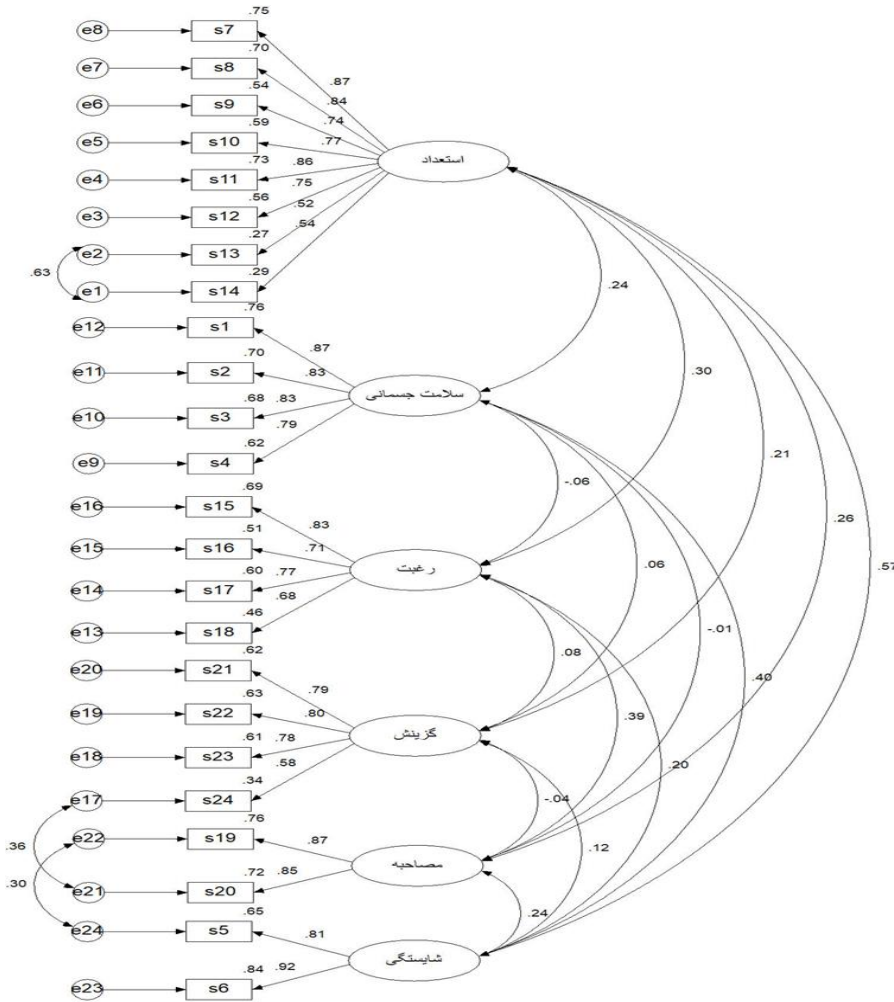 .75
e8 s7
.70
e7 s8
.87
.54 .84
e6 s9
.59 .74
e5 s10 .77 استعداد
.73 .86
e4 s11 .75
.56 .52
e3 s12 .54
.27
e2 s13
.63 .29 .24
e1 s14
.76
e12 s1
.70 .87 .30
e11 s2 .83 سلامت جسمانی
.68 .83
e10 s3 .79
.62 .21
e9 s4
.69 -.06
e16 s15 .26
.51 .83
e15 s16 .71 .06 .57
.60 .77 رغبت
e14 s17 .68
.46
e13 s18 -.01
.62 .08
e20 s21 .40
.63 .79
e19 s22 .80 .39
.61 .78 گزینش
e18 s23 .58 .20
.34
e17 s24 -.04
.76
e22 s19 .87 .12
.36
.72 .85 مصاحبه
.30 e21 s20
.65 .24
e24 s5 .81
.84 .92 شایستگی
e23 s6